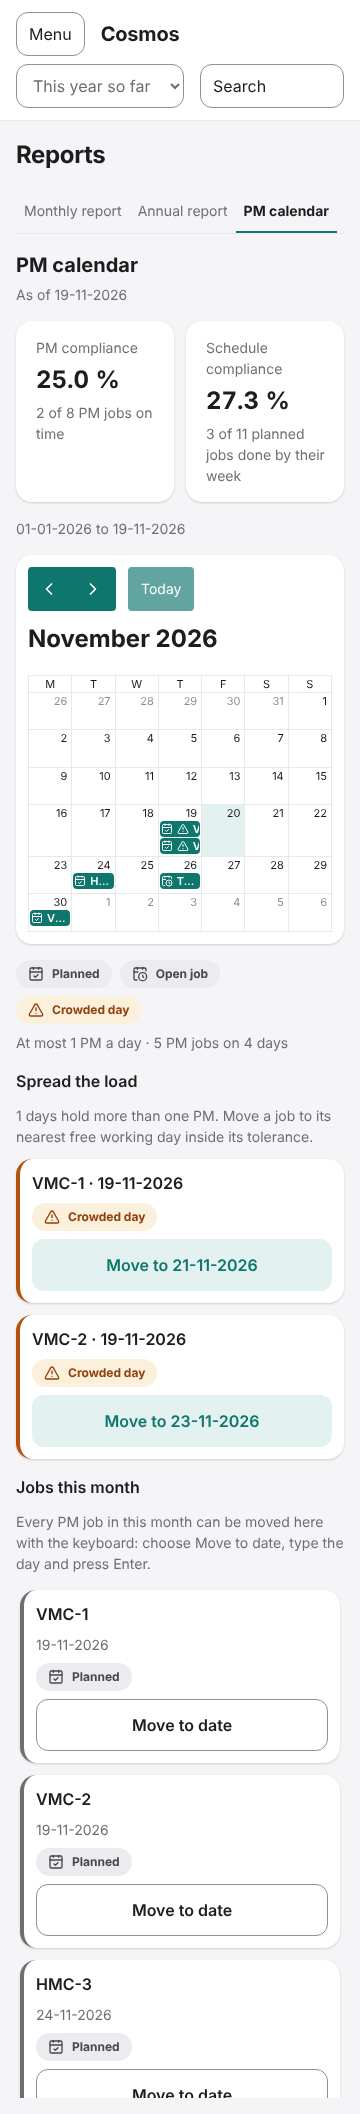 Menu
Cosmos
This year so far
Search
Reports
Monthly report
Annual report
PM calendar
PM calendar
As of 19-11-2026
PM compliance
25.0 %
2 of 8 PM jobs on
time
Schedule
compliance
27.3 %
3 of 11 planned
jobs done by their
week
01-01-2026 to 19-11-2026
Today
November 2026
M T W T F S S
26 27 28 29 30 31 1
2 3 4 5 6 7 8
9 10 11 12 13 14 15
16 17 18 19 20 21 22
V
V
23 24 25 26 27 28 29
H... T...
30 1 2 3 4 5 6
V...
Planned
Open job
Crowded day
At most 1 PM a day · 5 PM jobs on 4 days
Spread the load
1 days hold more than one PM. Move a job to its
nearest free working day inside its tolerance.
VMC-1 · 19-11-2026
Crowded day
Move to 21-11-2026
VMC-2 · 19-11-2026
Crowded day
Move to 23-11-2026
Jobs this month
Every PM job in this month can be moved here
with the keyboard: choose Move to date, type the
day and press Enter.
VMC-1
19-11-2026
Planned
Move to date
VMC-2
19-11-2026
Planned
Move to date
HMC-3
24-11-2026
Planned
Move to date